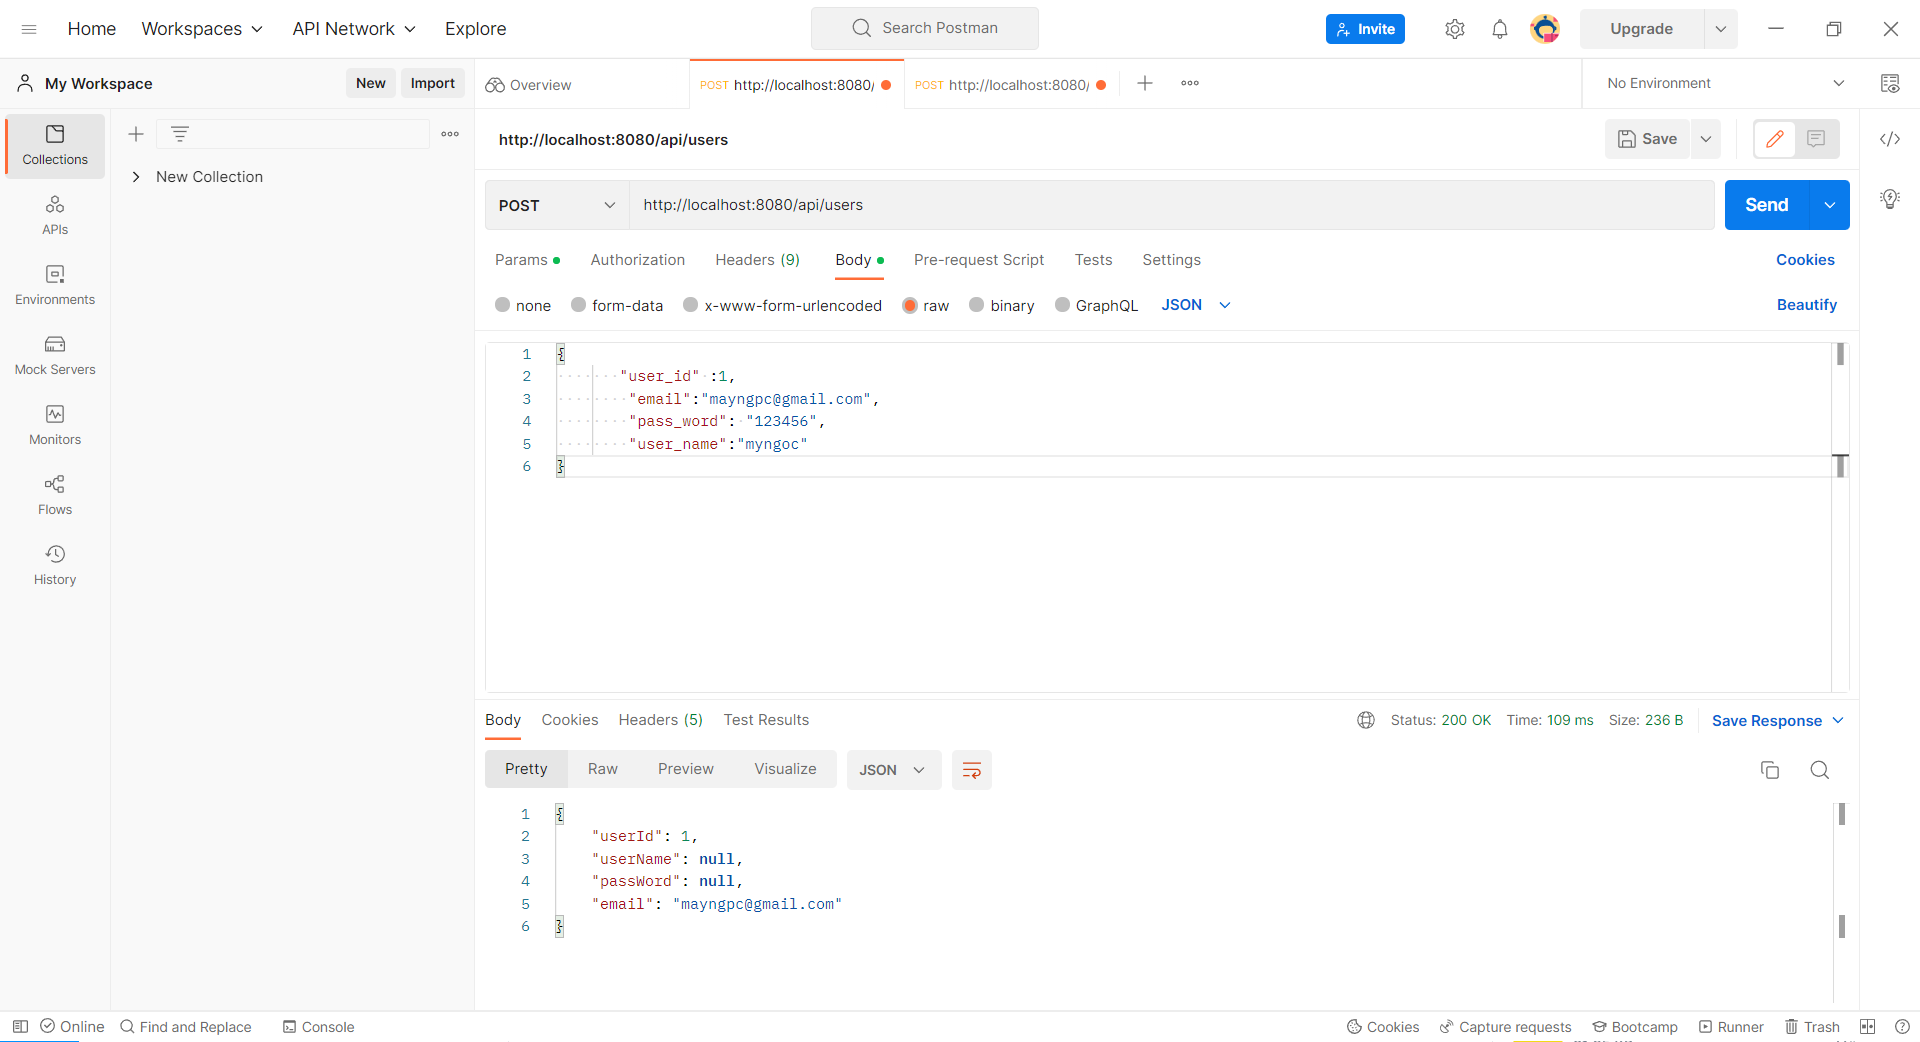 Home Workspaces API Network Explore Search Postman Invite Upgrade
My Workspace New Import Overview POST http://localhost:8080/ POST http://localhost:8080/ No Environment
Collections
APIs
Environments
Mock Servers
Monitors
Flows
History
New Collection
http://localhost:8080/api/users Save
POST http://localhost:8080/api/users Send
Params Authorization Headers (9) Body Pre-request Script Tests Settings Cookies
none form-data x-www-form-urlencoded raw binary GraphQL JSON Beautify
1 {
2 "user_id" :1,
3 "email":"mayngpc@gmail.com",
4 "pass_word": "123456",
5 "user_name":"myngoc"
6 }
Body Cookies Headers (5) Test Results Status: 200 OK Time: 109 ms Size: 236 B Save Response
Pretty Raw Preview Visualize JSON
1 {
2 "userId": 1,
3 "userName": null,
4 "passWord": null,
5 "email": "mayngpc@gmail.com"
6 }
Online Find and Replace Console Cookies Capture requests Bootcamp Runner Trash